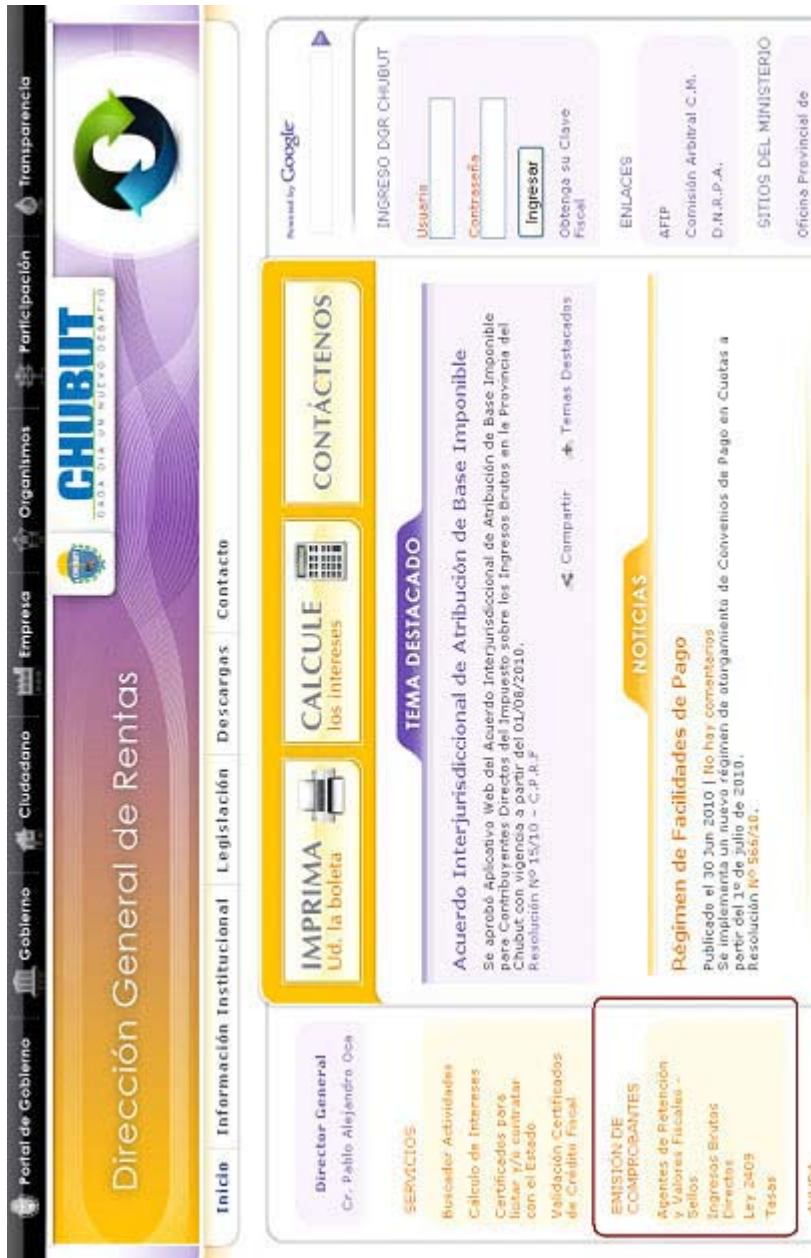 Portal de Gobierno
Gobierno
Ciudadano
Empresa
Organismos
Participación
Transparencia
Dirección General de Rentas
CHUBUT
CADA DIA UN NUEVO DESAFIO
Inicio
Información Institucional
Legislación
Descargas
Contacto
Director General
Cr. Pablo Alejandro Oca
SERVICIOS
Buscador Actividades
Calculo de Intereses
Certificados para
licitar y/o contratar
con el Estado
Validación Certificados
de Crédito Fiscal
EMISIÓN DE
COMPROBANTES
Agentes de Retención
y Valores Fiscales -
Sellos
Ingresos Brutos
Directos
Ley 2409
Tasas
IMPRIMA
Ud. la boleta
CALCULE
los intereses
CONTÁCTENOS
TEMA DESTACADO
Acuerdo Interjurisdiccional de Atribución de Base Imponible
Se aprobó Aplicativo Web del Acuerdo Interjurisdiccional de Atribución de Base Imponible
para Contribuyentes Directos del Impuesto sobre los Ingresos Brutos en la Provincia del
Chubut con vigencia a partir del 01/08/2010.
Resolución Nº 15/10 - C.P.R.F
Compartir
Temas Destacados
NOTICIAS
Régimen de Facilidades de Pago
Publicado el 30 Jun 2010 | No hay comentarios
Se implementa un nuevo régimen de otorgamiento de Convenios de Pago en Cuotas a
partir del 1º de julio de 2010.
Resolución Nº 566/10.
Powered by Google
INGRESO DGR CHUBUT
Usuario
Contraseña
Ingresar
Obtenga su Clave
Fiscal
ENLACES
AFIP
Comisión Arbitral C.M.
D.N.R.P.A.
SITIOS DEL MINISTERIO
Oficina Provincial de